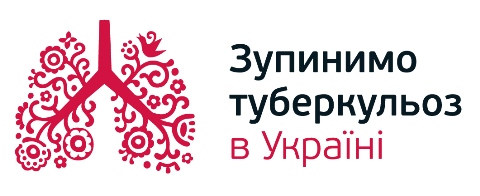 Зупинимо
туберкульоз
в Україні